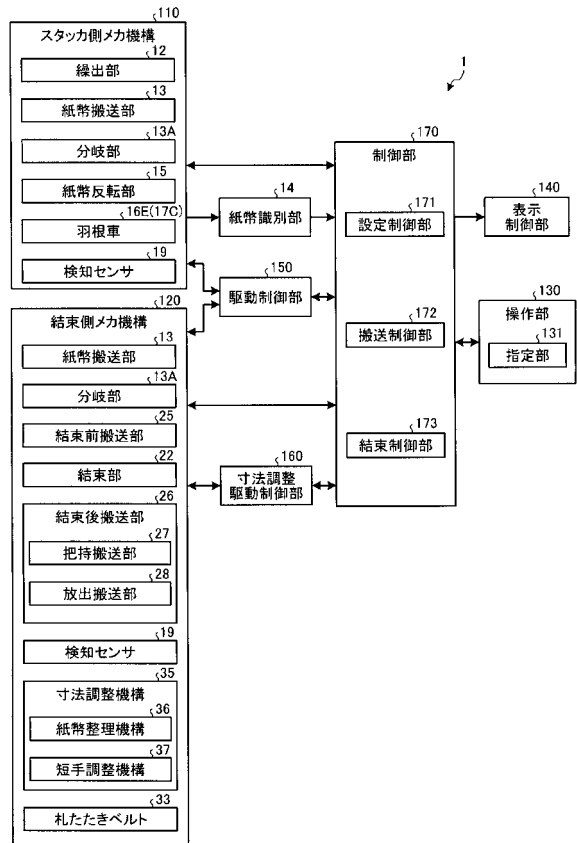 110
スタッカ側メカ機構
12
繰出部
13
紙幣搬送部
13A
分岐部
15
紙幣反転部
16E(17C)
羽根車
19
検知センサ
120
結束側メカ機構
13
紙幣搬送部
13A
分岐部
25
結束前搬送部
22
結束部
26
結束後搬送部
27
把持搬送部
28
放出搬送部
19
検知センサ
35
寸法調整機構
36
紙幣整理機構
37
短手調整機構
33
札たたきベルト
14
紙幣識別部
150
駆動制御部
160
寸法調整
駆動制御部
1
170
制御部
171
設定制御部
172
搬送制御部
173
結束制御部
140
表示
制御部
130
操作部
131
指定部